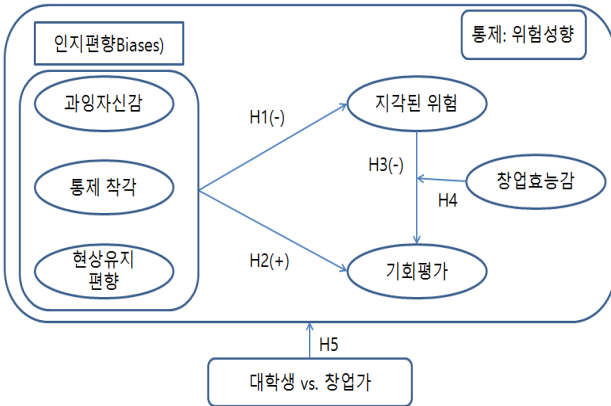 인지편향Biases)
통제: 위험성향
과잉자신감
통제 착각
현상유지
편향
H1(-)
H2(+)
지각된 위험
H3(-)
H4
창업효능감
기회평가
H5
대학생 vs. 창업가